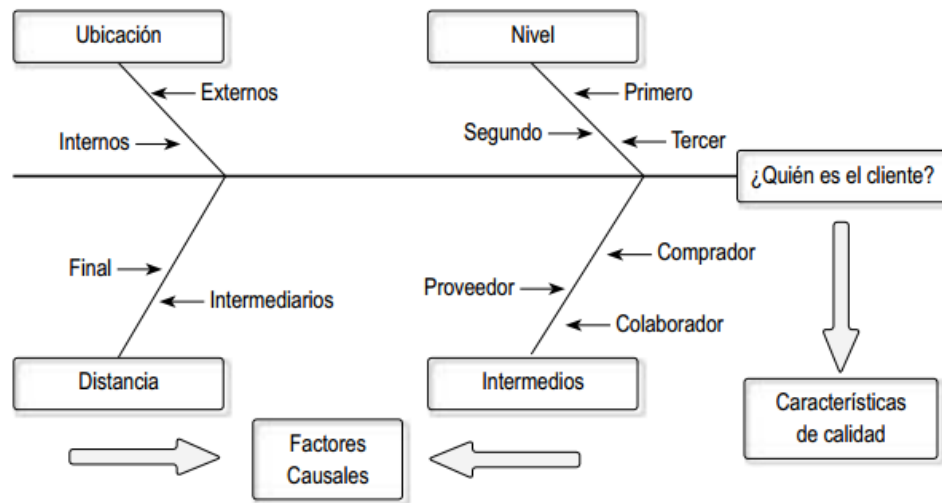 Ubicación
Nivel
Externos
Internos
Primero
Segundo
Tercer
¿Quién es el cliente?
Final
Intermediarios
Comprador
Proveedor
Colaborador
Distancia
Intermedios
Características
de calidad
Factores
Causales